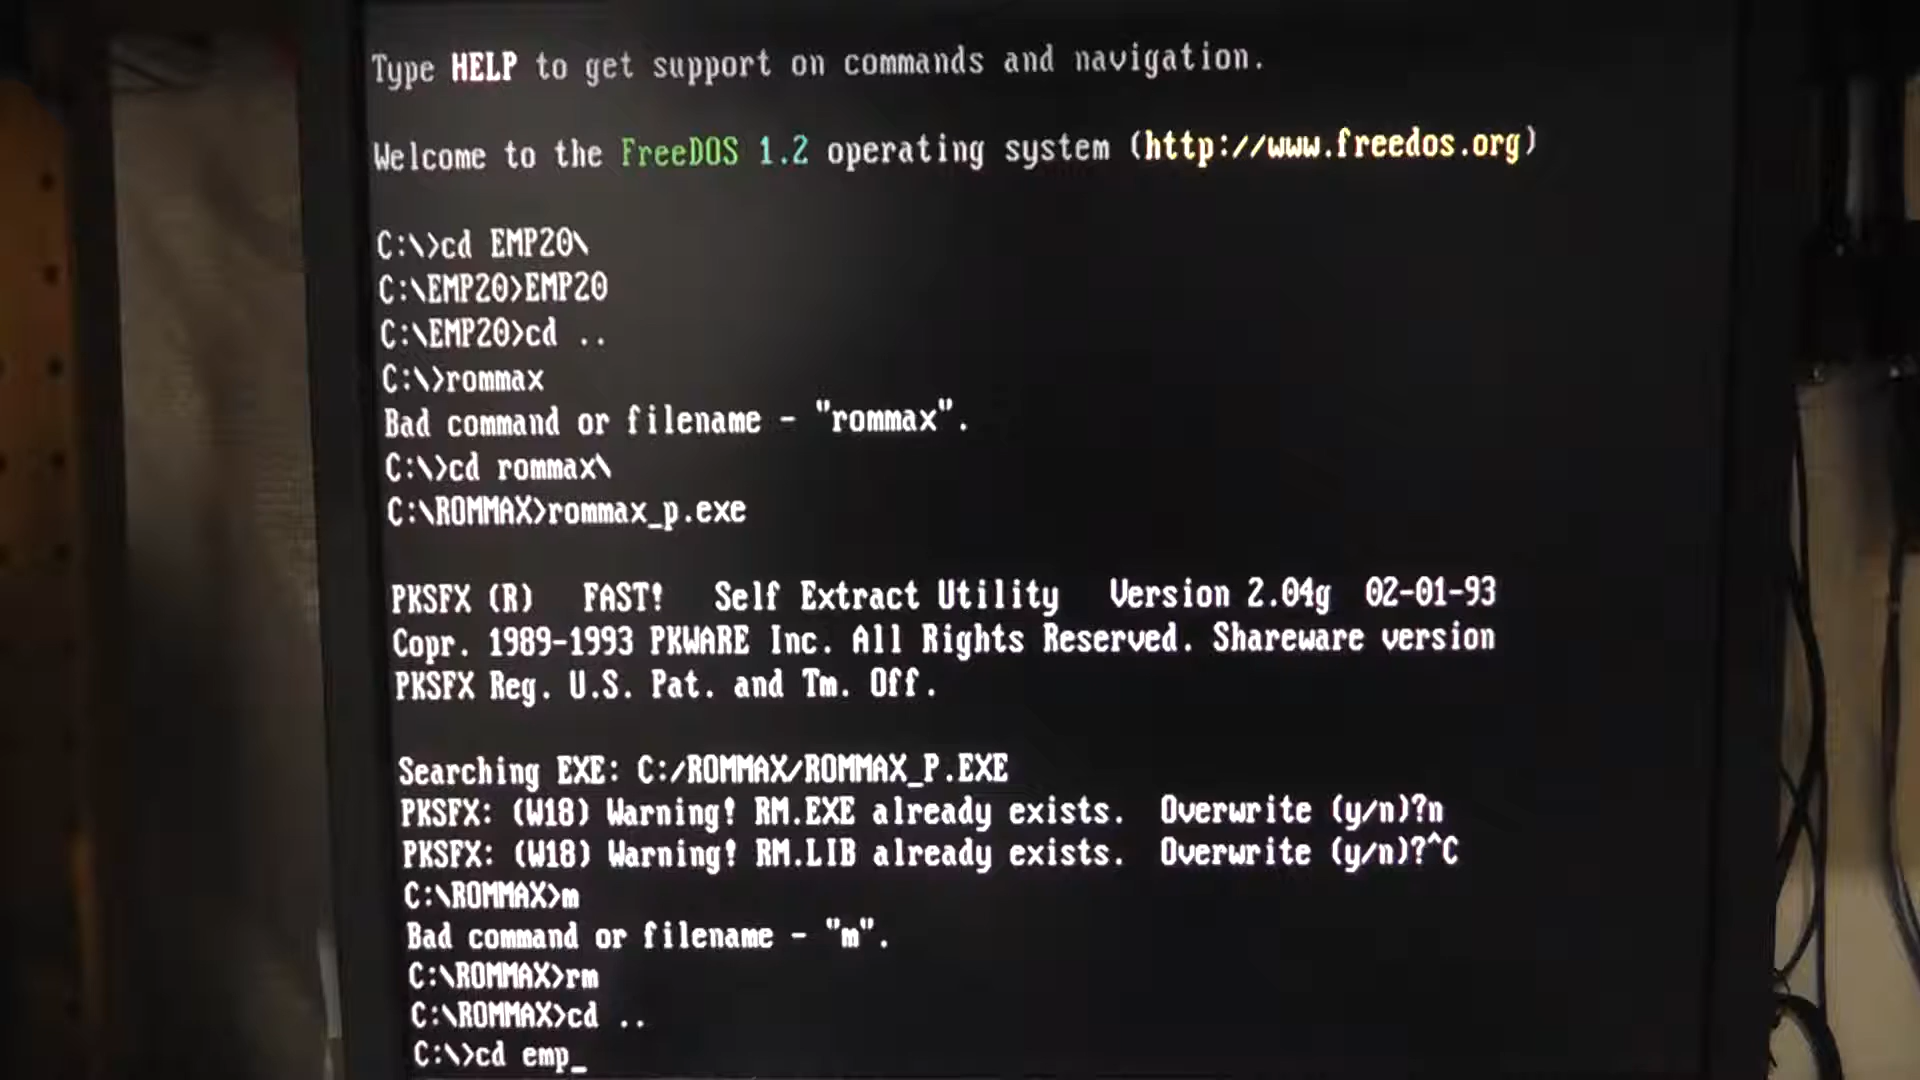 Type HELP to get support on commands and navigation.
Welcome to the FreeDOS 1.2 operating system (http://www.freedos.org)
C:\>cd EMP20\
C:\EMP20>EMP20
C:\EMP20>cd ..
C:\>rommax
Bad command or filename - "rommax".
C:\>cd rommax\
C:\ROMMAX>rommax_p.exe
PKSFX (R)   FAST!   Self Extract Utility   Version 2.04g  02-01-93
Copr. 1989-1993 PKWARE Inc. All Rights Reserved. Shareware version
PKSFX Reg. U.S. Pat. and Tm. Off.
Searching EXE: C:/ROMMAX/ROMMAX_P.EXE
PKSFX: (W18) Warning! RM.EXE already exists.  Overwrite (y/n)?n
PKSFX: (W18) Warning! RM.LIB already exists.  Overwrite (y/n)?^C
C:\ROMMAX>m
Bad command or filename - "m".
C:\ROMMAX>rm
C:\ROMMAX>cd ..
C:\>cd emp_